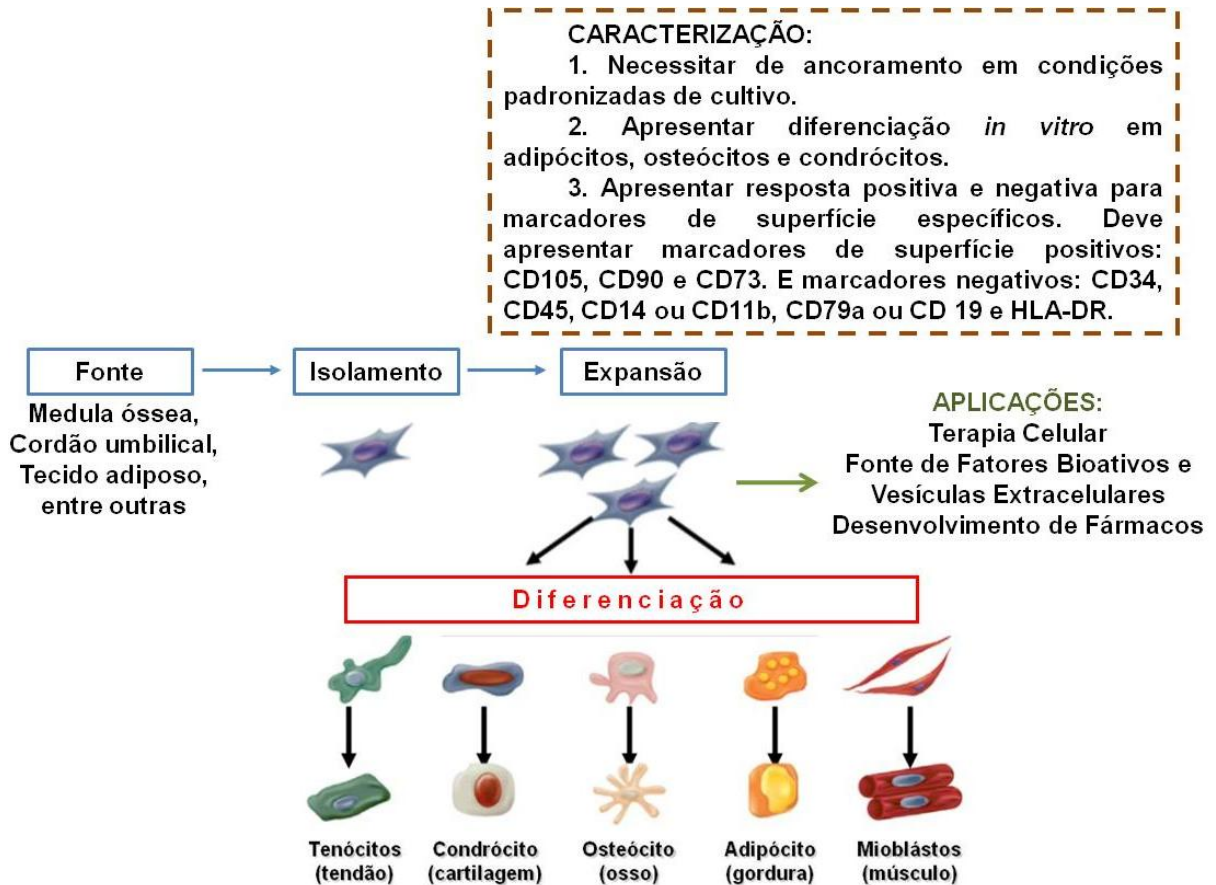 CARACTERIZAÇÃO:
1. Necessitar de ancoramento em condições
padronizadas de cultivo.
2. Apresentar diferenciação in vitro em
adipócitos, osteócitos e condrócitos.
3. Apresentar resposta positiva e negativa para
marcadores de superfície específicos. Deve
apresentar marcadores de superfície positivos:
CD105, CD90 e CD73. E marcadores negativos: CD34,
CD45, CD14 ou CD11b, CD79a ou CD 19 e HLA-DR.
Fonte
Isolamento
Expansão
Medula óssea,
Cordão umbilical,
Tecido adiposo,
entre outras
APLICAÇÕES:
Terapia Celular
Fonte de Fatores Bioativos e
Vesículas Extracelulares
Desenvolvimento de Fármacos
Diferenciação
Tenócitos
(tendão)
Condrócito
(cartilagem)
Osteócito
(osso)
Adipócito
(gordura)
Mioblástos
(músculo)